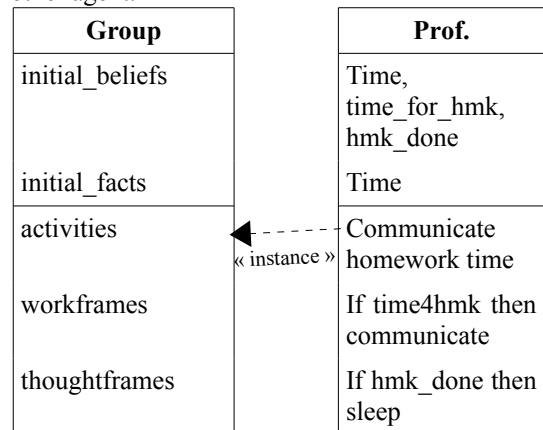 Group
Prof.
initial_beliefs
Time,
time_for_hmk,
hmk_done
initial_facts
Time
activities
Communicate
homework time
« instance »
workframes
If time4hmk then
communicate
thoughtframes
If hmk_done then
sleep